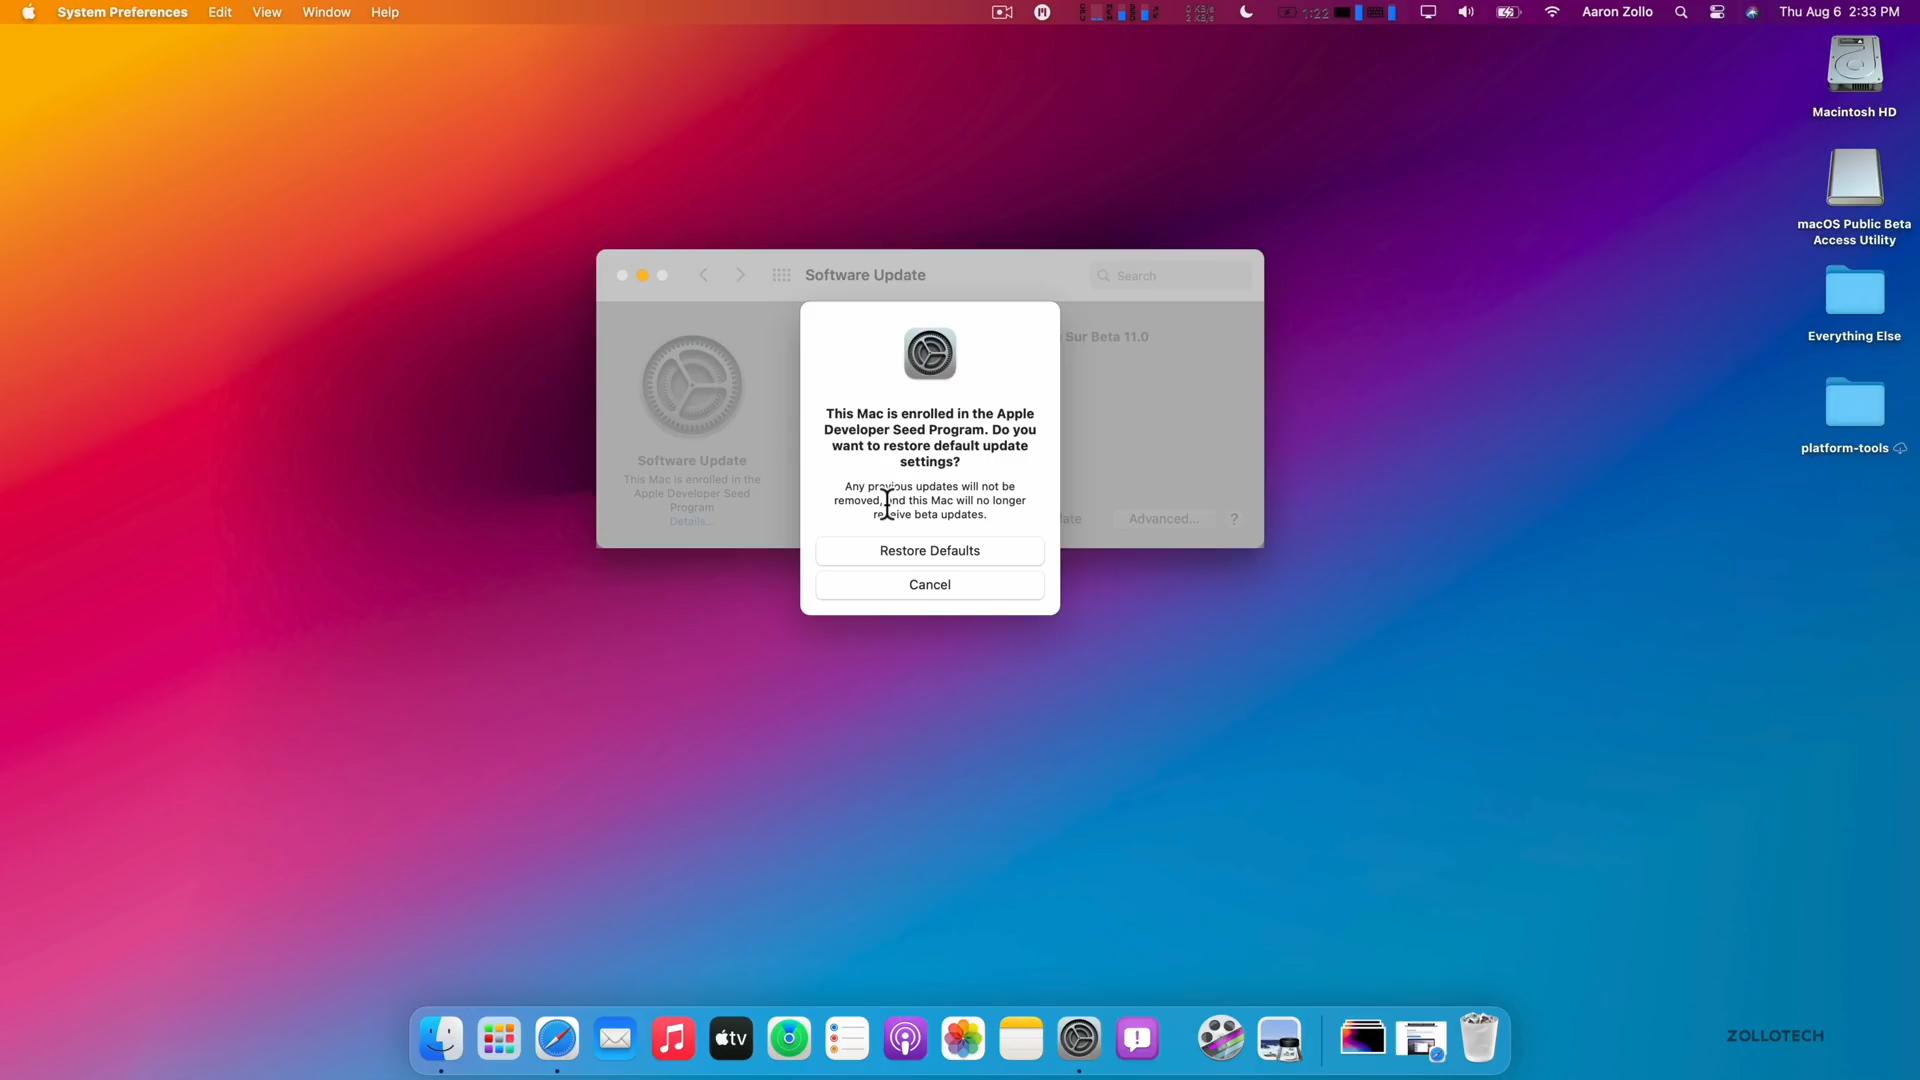 System Preferences Edit View Window Help
1:22 Aaron Zollo Thu Aug 6 2:33 PM
Macintosh HD
macOS Public Beta
Access Utility
Everything Else
platform-tools
Software Update
Search
Sur Beta 11.0
This Mac is enrolled in the Apple
Developer Seed Program. Do you
want to restore default update
settings?
Any previous updates will not be
removed, and this Mac will no longer
receive beta updates.
Restore Defaults
Cancel
Software Update
This Mac is enrolled in the
Apple Developer Seed
Program
Details...
Advanced... ?
tv
ZOLLOTECH